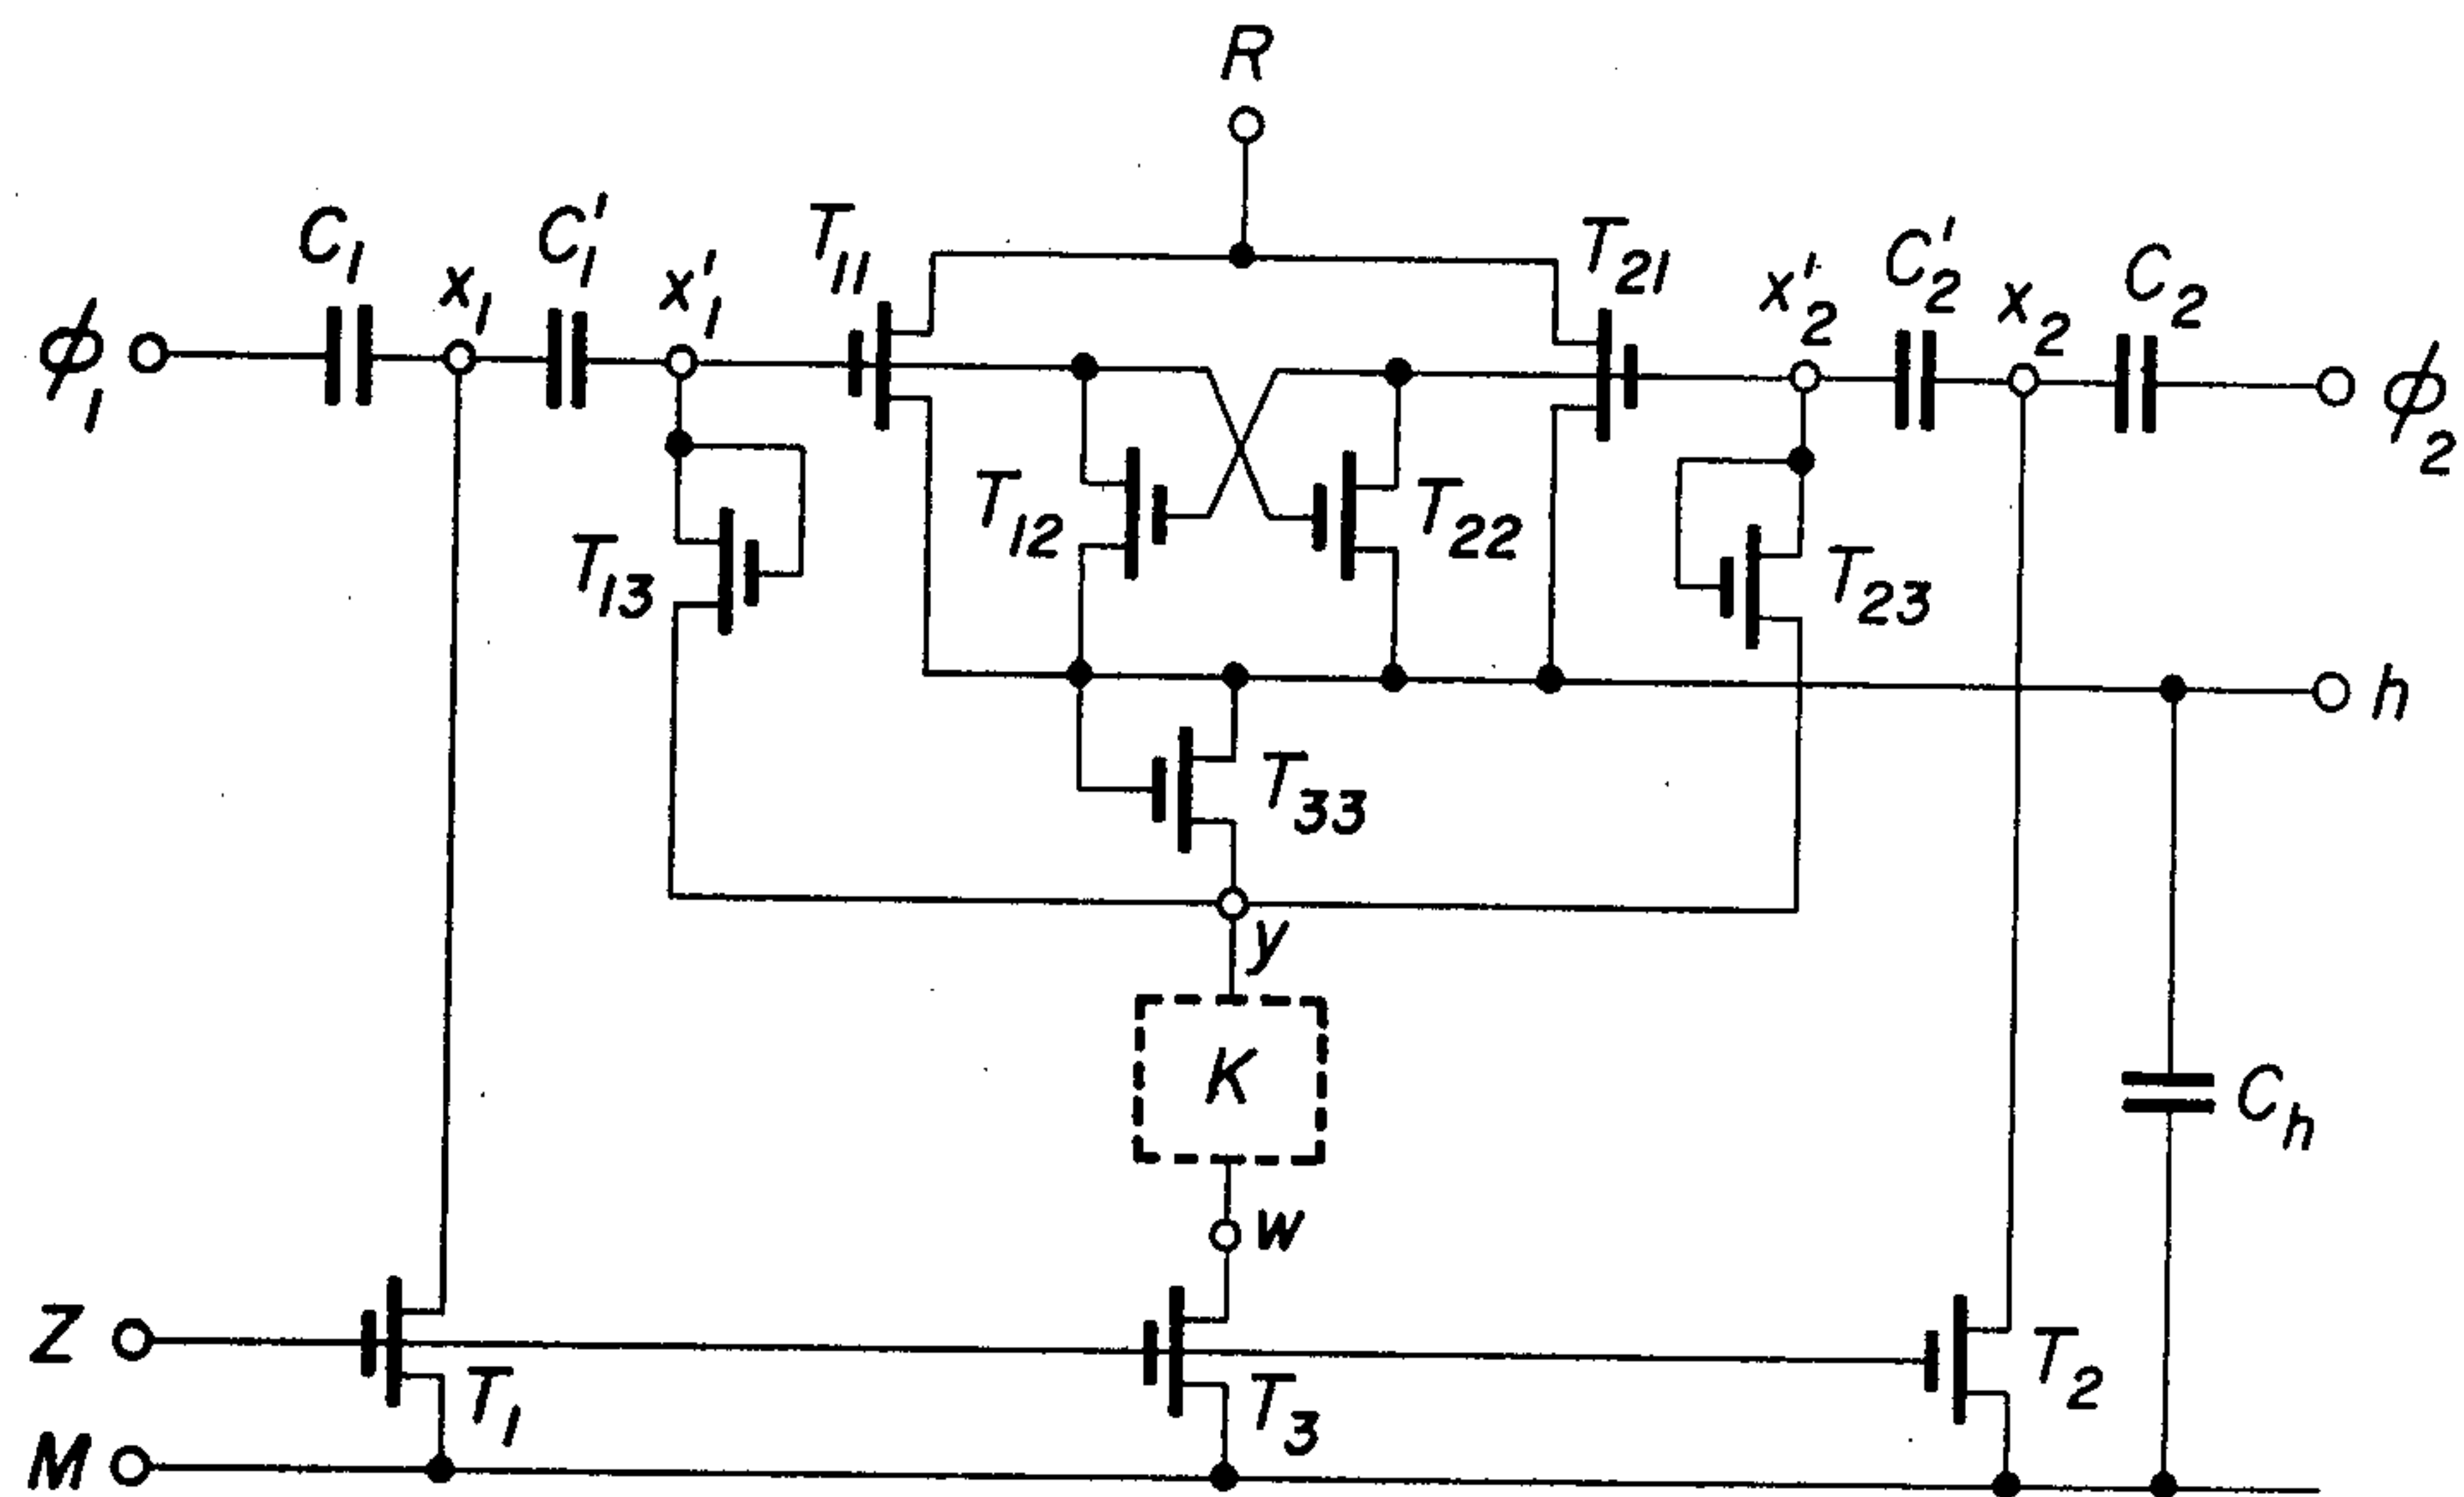 R
C₁
x₁
C'₁
x'₁
T₁₁
T₂₁
x'₂
C'₂
x₂
C₂
ϕ₁
ϕ₂
T₁₂
T₂₂
T₁₃
T₂₃
h
T₃₃
y
K
Cₕ
w
Z
T₁
T₃
T₂
M